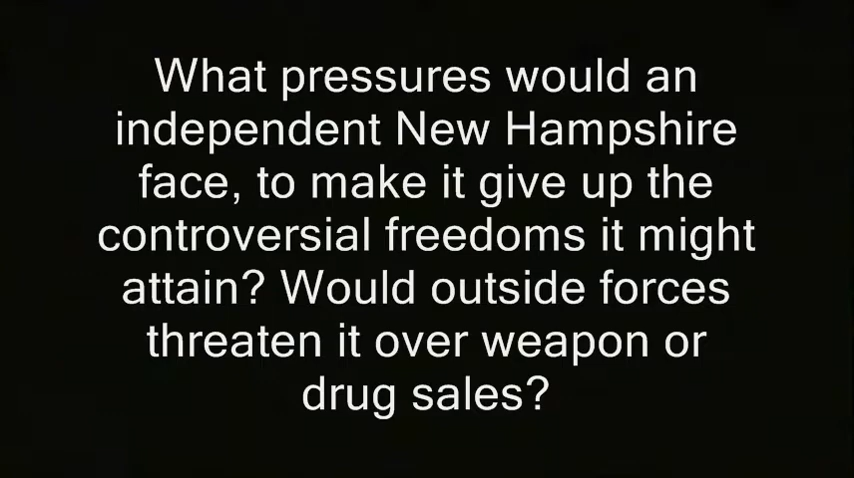 What pressures would an
independent New Hampshire
face, to make it give up the
controversial freedoms it might
attain? Would outside forces
threaten it over weapon or
drug sales?